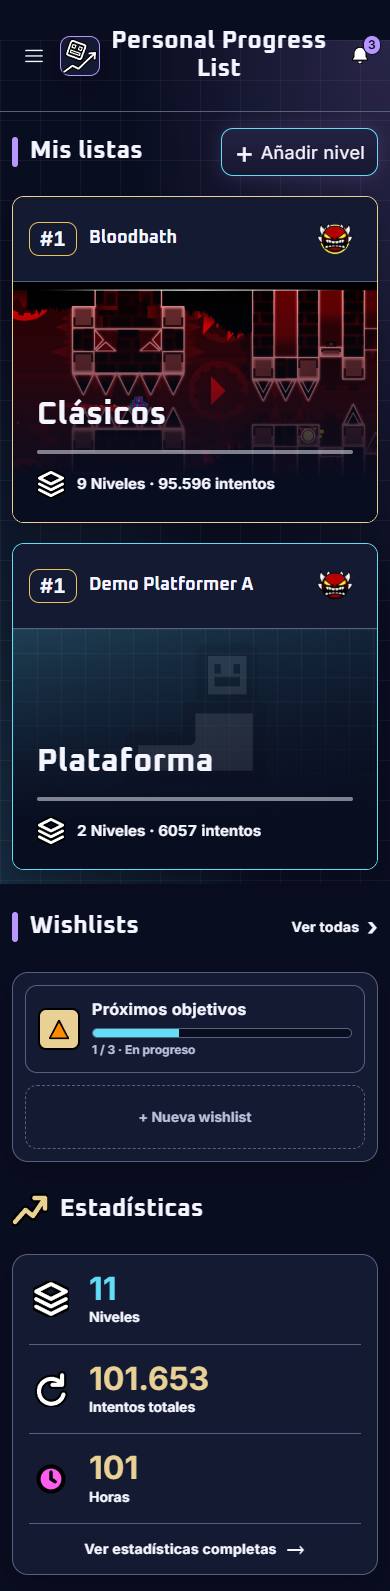 Personal Progress
List
3
Mis listas
+ Añadir nivel
#1 Bloodbath
Clásicos
9 Niveles · 95.596 intentos
#1 Demo Platformer A
Plataforma
2 Niveles · 6057 intentos
Wishlists
Ver todas
Próximos objetivos
1 / 3 · En progreso
+ Nueva wishlist
Estadísticas
11
Niveles
101.653
Intentos totales
101
Horas
Ver estadísticas completas →